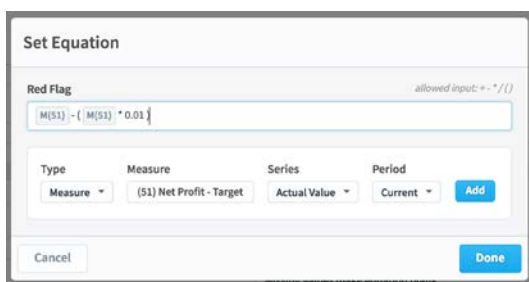 Set Equation
Red Flag allowed input: + - * / ( )
M(51) - ( M(51) * 0.01 )
Type Measure Series Period
Measure (51) Net Profit - Target Actual Value Current Add
Cancel Done